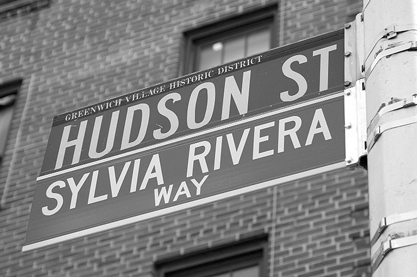 GREENWICH VILLAGE HISTORIC DISTRICT
HUDSON ST
SYLVIA RIVERA
WAY